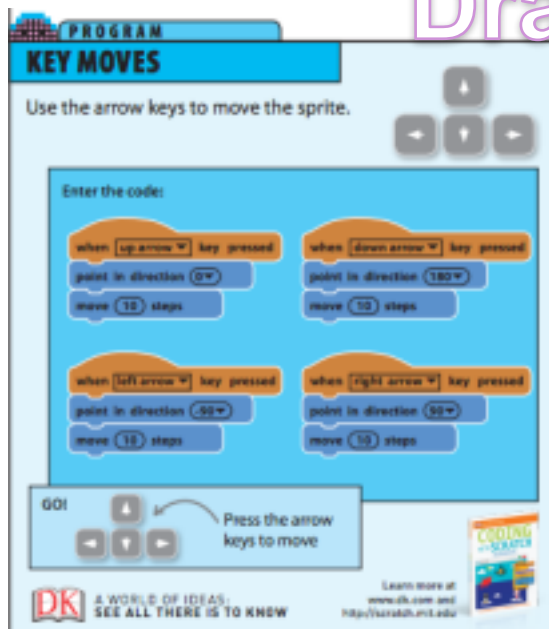 Dra
PROGRAM
KEY MOVES
Use the arrow keys to move the sprite.
Enter the code:
when up arrow key pressed
point in direction 0
move 10 steps
when down arrow key pressed
point in direction 180
move 10 steps
when left arrow key pressed
point in direction -90
move 10 steps
when right arrow key pressed
point in direction 90
move 10 steps
GO!
Press the arrow
keys to move
DK
A WORLD OF IDEAS:
SEE ALL THERE IS TO KNOW
Learn more at
www.dk.com and
http://scratch.mit.edu
CODING
SCRATCH